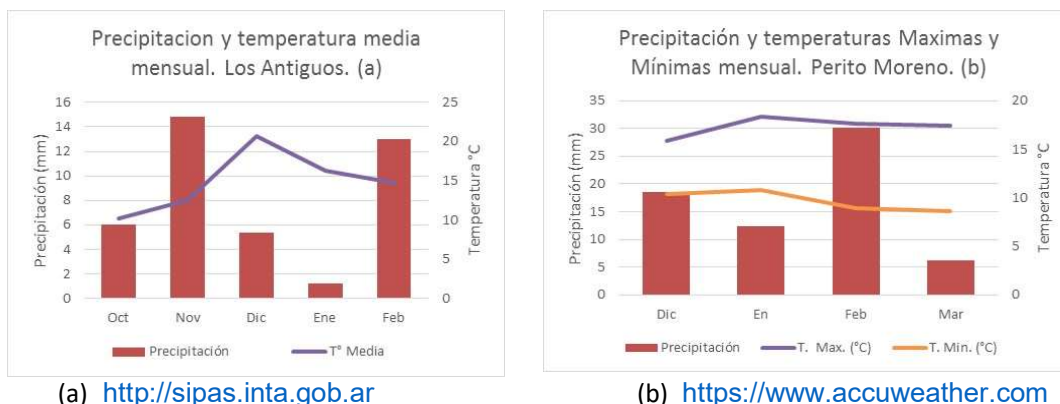 Precipitacion y temperatura media
mensual. Los Antiguos. (a)
Precipitación (mm)
16
14
12
10
8
6
4
2
0
25
20
15
10
5
0
Temperatura °C
Oct Nov Dic Ene Feb
Precipitación T° Media
(a) http://sipas.inta.gob.ar
Precipitación y temperaturas Maximas y
Mínimas mensual. Perito Moreno. (b)
Precipitación (mm)
35
30
25
20
15
10
5
0
20
15
10
5
0
Temperatura °C
Dic En Feb Mar
Precipitación T. Max. (°C) T. Min. (°C)
(b) https://www.accuweather.com